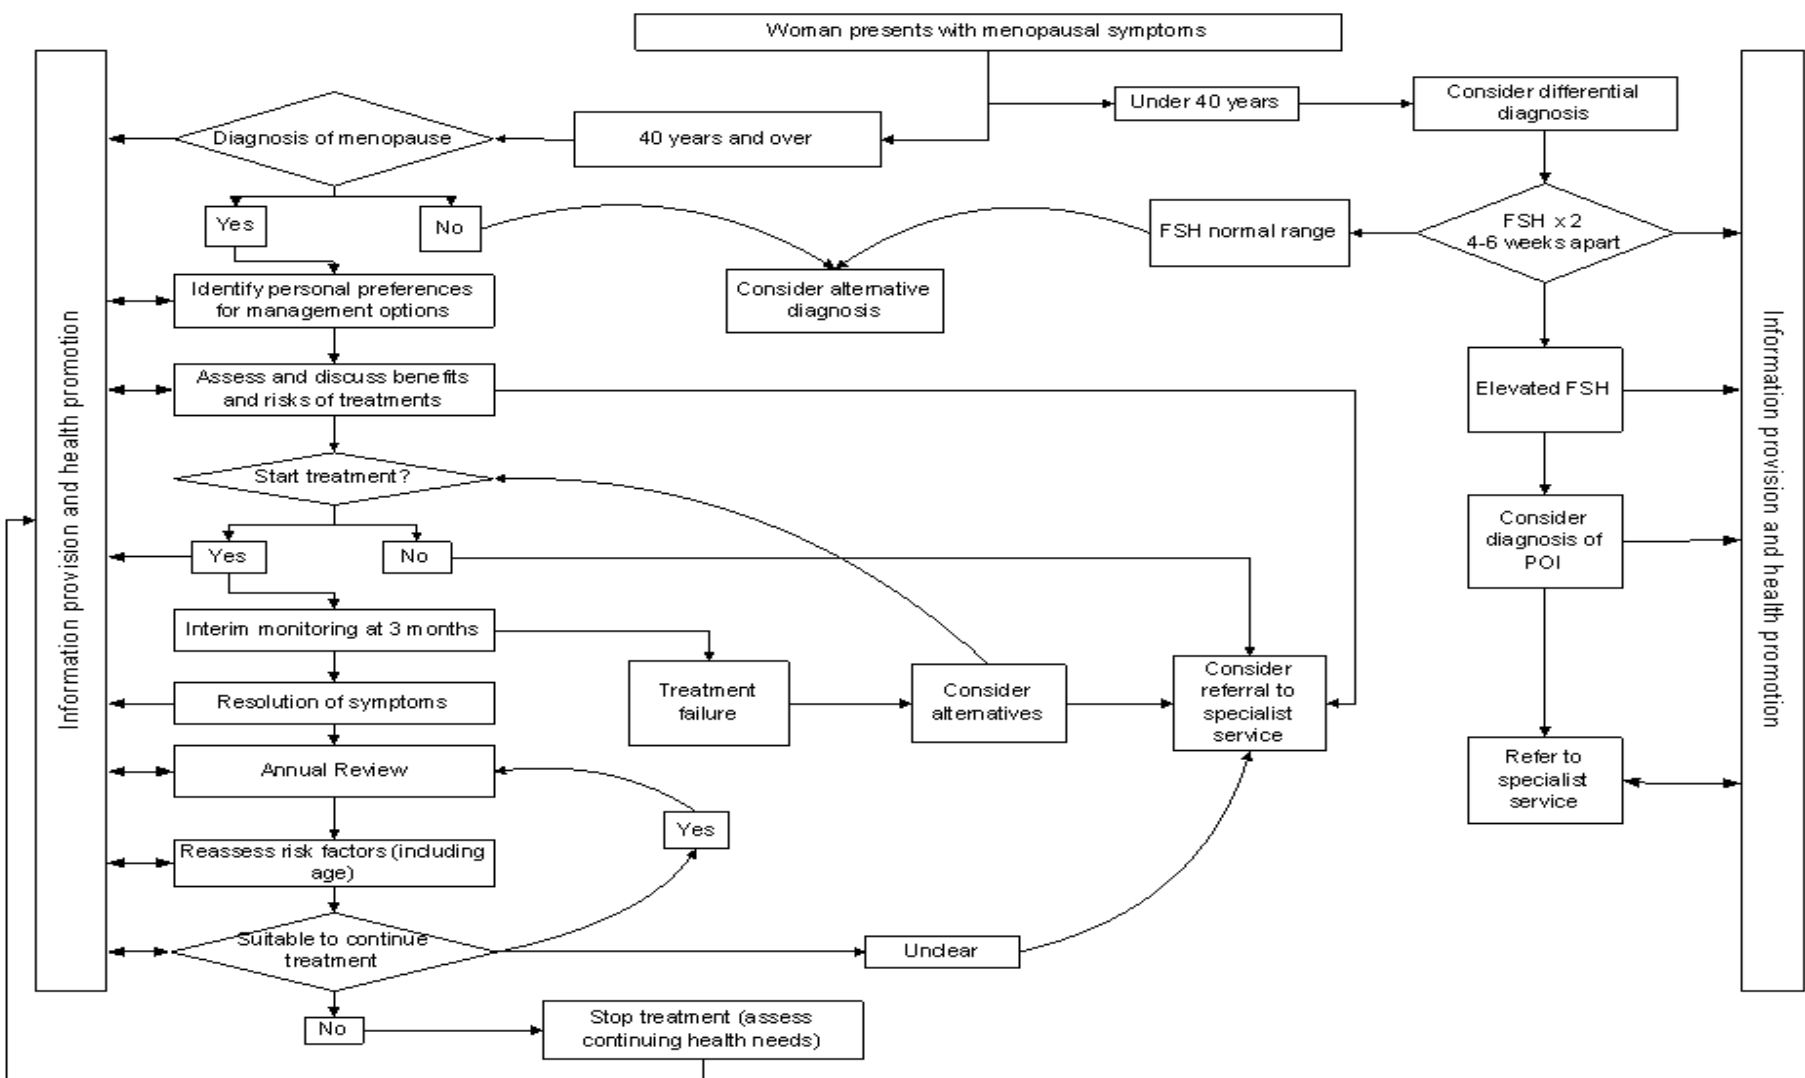 Woman presents with menopausal symptoms
Under 40 years
Consider differential
diagnosis
40 years and over
Diagnosis of menopause
Yes
No
FSH normal range
FSH x 2
4-6 weeks apart
Consider alternative
diagnosis
Identify personal preferences
for management options
Assess and discuss benefits
and risks of treatments
Elevated FSH
Start treatment?
Yes
No
Consider
diagnosis of
POI
Interim monitoring at 3 months
Treatment
failure
Consider
alternatives
Consider
referral to
specialist
service
Resolution of symptoms
Annual Review
Refer to
specialist
service
Yes
Reassess risk factors (including
age)
Suitable to continue
treatment
Unclear
No
Stop treatment (assess
continuing health needs)
Information provision and health promotion
Information provision and health promotion